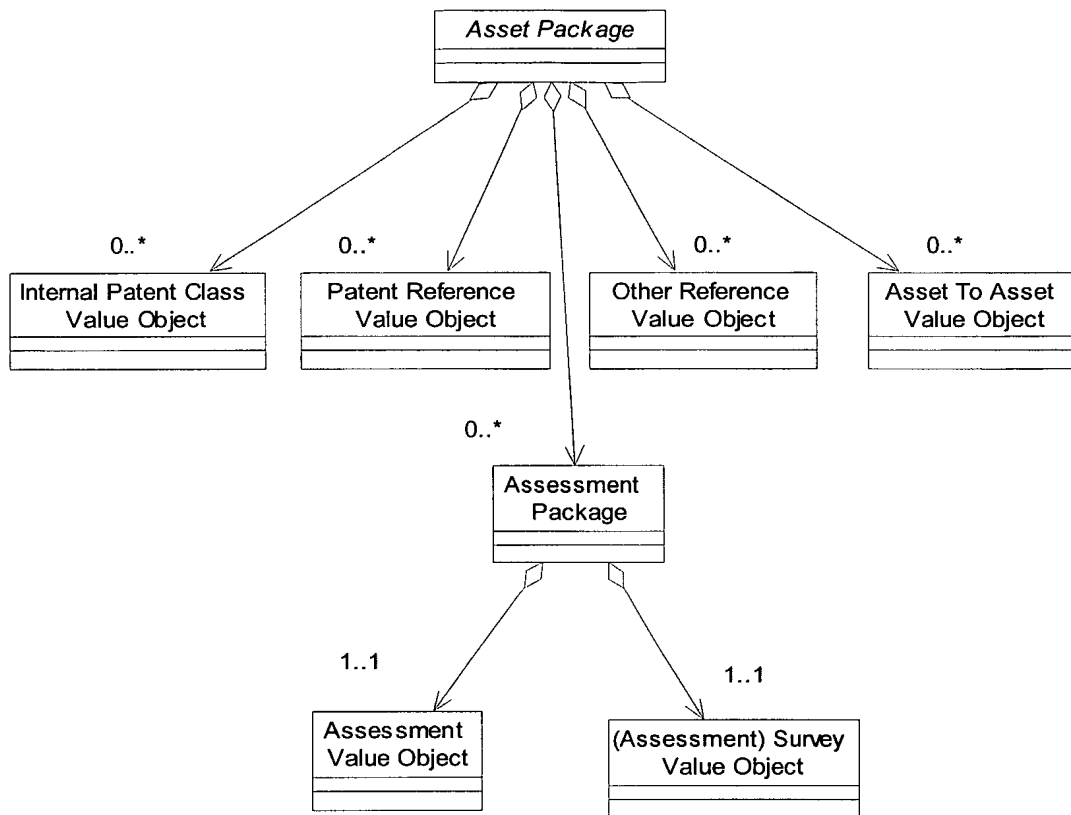 Asset Package
0..*
0..*
0..*
0..*
Internal Patent Class
Value Object
Patent Reference
Value Object
Other Reference
Value Object
Asset To Asset
Value Object
0..*
Assessment
Package
1..1
1..1
Assessment
Value Object
(Assessment) Survey
Value Object